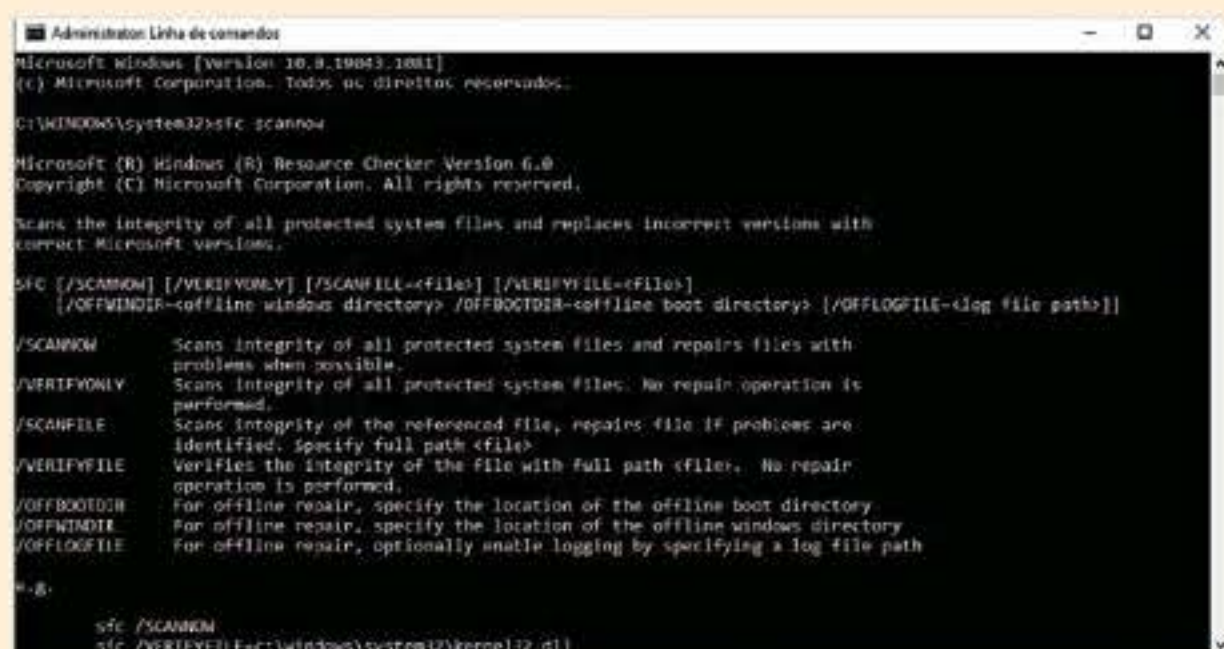 Administrator: Linha de comandos
Microsoft Windows [Version 10.0.19043.1081]
(c) Microsoft Corporation. Todos os direitos reservados.
C:\WINDOWS\system32>sfc scannow
Microsoft (R) Windows (R) Resource Checker Version 6.0
Copyright (C) Microsoft Corporation. All rights reserved.
Scans the integrity of all protected system files and replaces incorrect versions with
correct Microsoft versions.
SFC [/SCANNOW] [/VERIFYONLY] [/SCANFILE=<file>] [/VERIFYFILE=<file>]
[/OFFWINDIR=<offline windows directory> /OFFBOOTDIR=<offline boot directory> [/OFFLOGFILE=<log file path>]]
/SCANNOW Scans integrity of all protected system files and repairs files with
problems when possible.
/VERIFYONLY Scans integrity of all protected system files. No repair operation is
performed.
/SCANFILE Scans integrity of the referenced file, repairs file if problems are
identified. Specify full path <file>
/VERIFYFILE Verifies the integrity of the file with full path <file>. No repair
operation is performed.
/OFFBOOTDIR For offline repair, specify the location of the offline boot directory
/OFFWINDIR For offline repair, specify the location of the offline windows directory
/OFFLOGFILE For offline repair, optionally enable logging by specifying a log file path
e.g.
sfc /SCANNOW
sfc /VERIFYFILE=c:\windows\system32\kernel32.dll